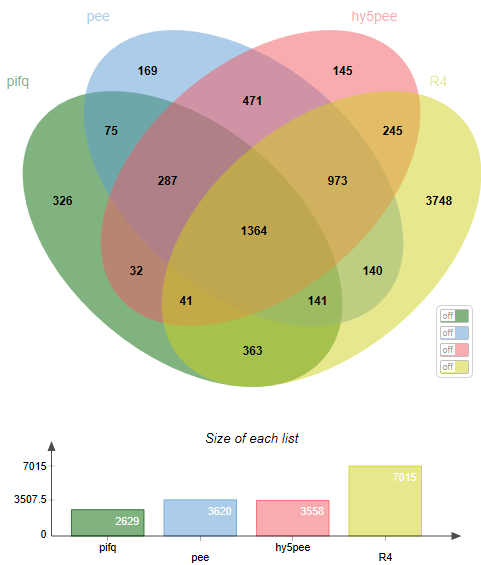 pee
hy5pee
pifq
R4
169
145
471
75
245
287
973
326
3748
1364
32
140
41
141
363
off
off
off
off
Size of each list
7015
3507.5
0
2629
3620
3558
7015
pifq
pee
hy5pee
R4